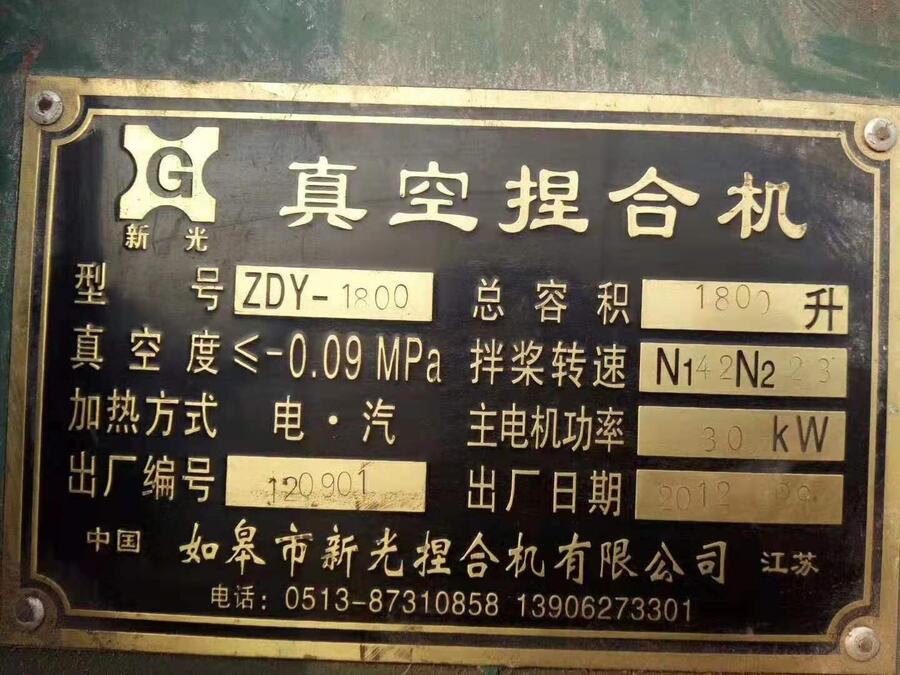 G
新光
真空捏合机
型号 ZDY-1800 总容积 1800 升
真空度 ≤-0.09 MPa 拌桨转速 N1 42 N2 23
加热方式 电·汽 主电机功率 30 kW
出厂编号 120901 出厂日期 2012 09
中国 如皋市新光捏合机有限公司 江苏
电话：0513-87310858 13906273301